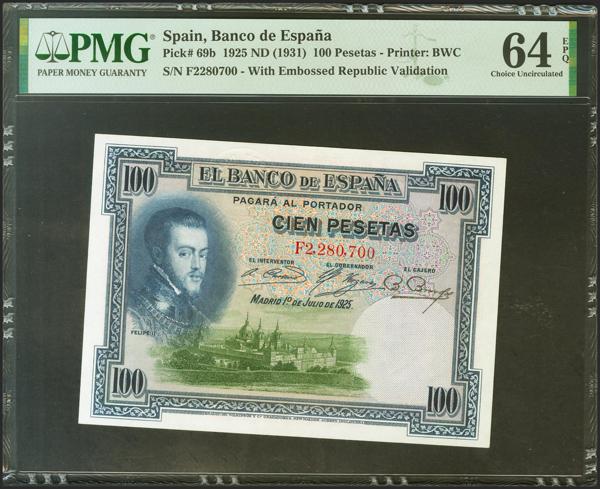 PMG
PAPER MONEY GUARANTY
Spain, Banco de España
Pick# 69b 1925 ND (1931) 100 Pesetas - Printer: BWC
S/N F2280700 - With Embossed Republic Validation
64 EPQ
Choice Uncirculated
100
EL BANCO DE ESPAÑA
100
PAGARÁ AL PORTADOR
CIEN PESETAS
F2,280,700
EL INTERVENTOR
EL GOBERNADOR
EL CAJERO
MADRID 1.º DE JULIO DE 1925.
FELIPE II
100
100